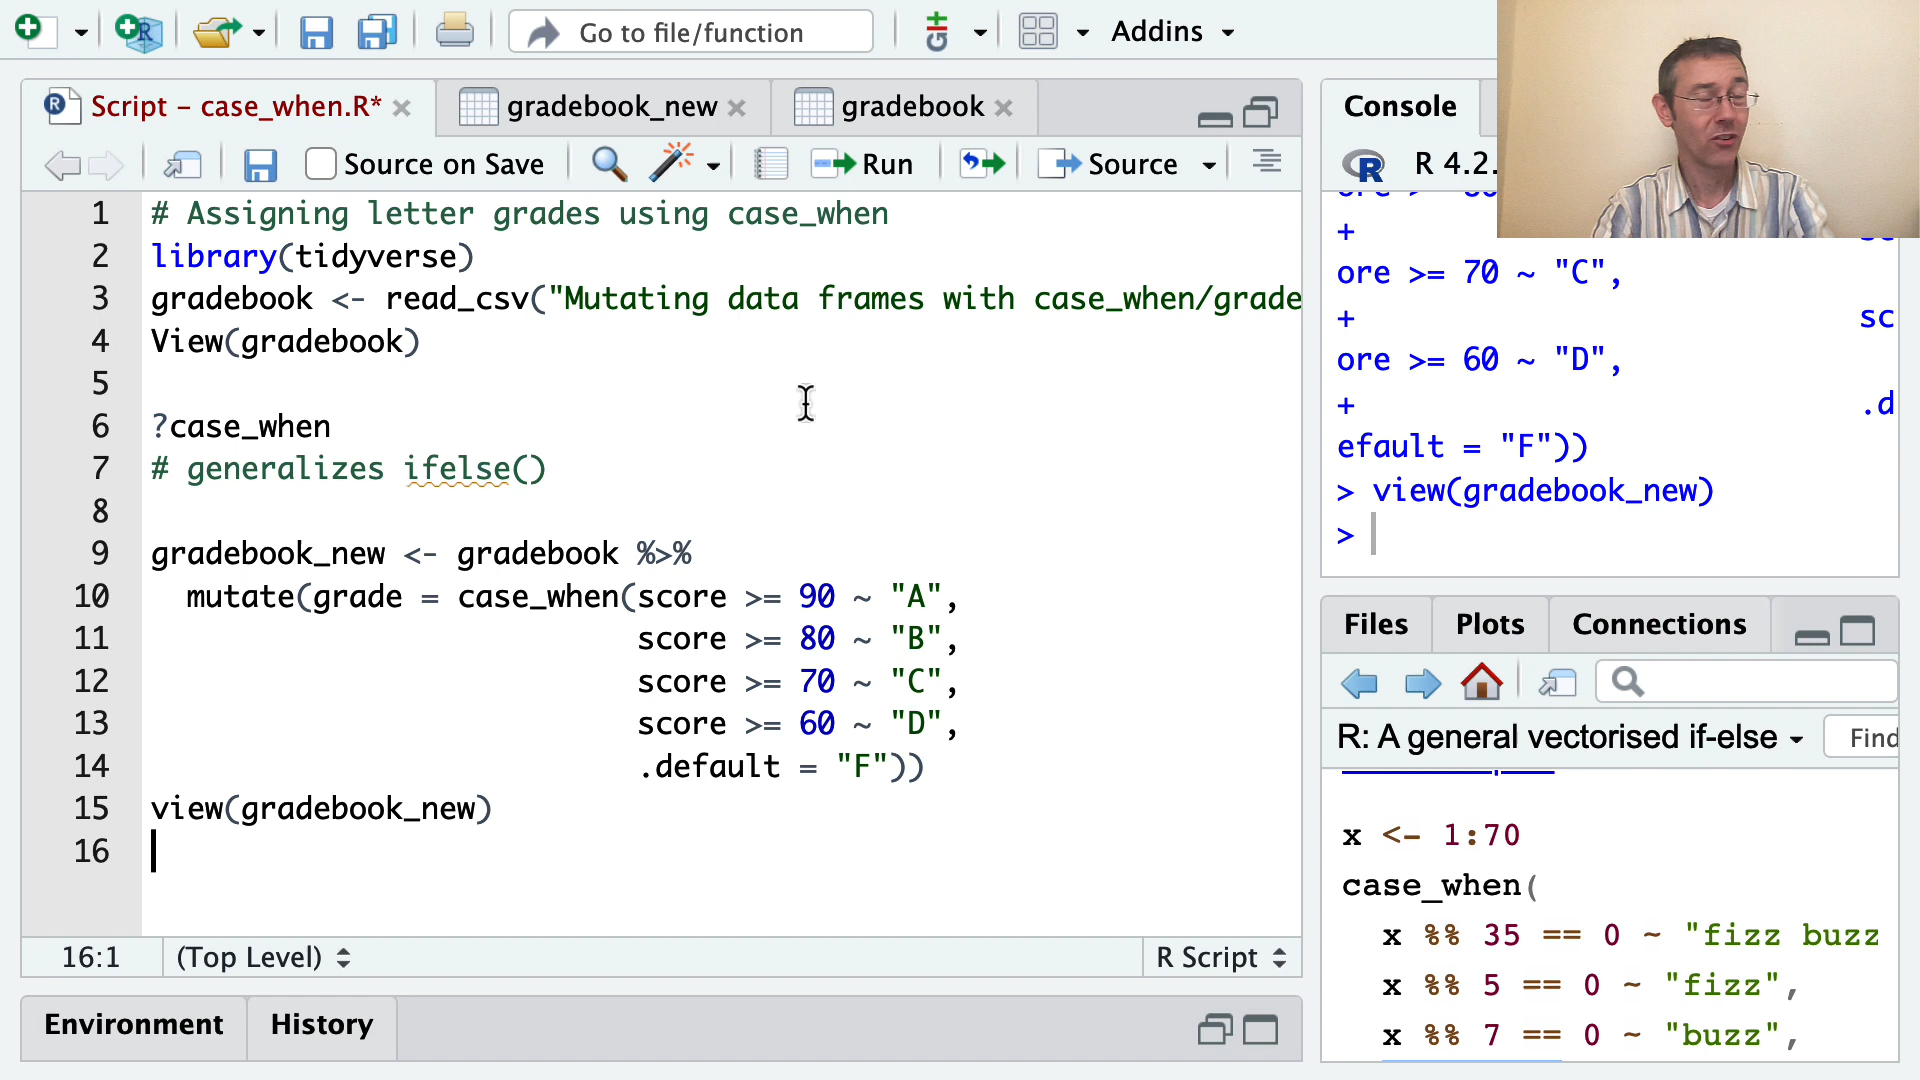 Go to file/function
Addins
Script - case_when.R*
gradebook_new
gradebook
Source on Save
Run
Source
1 # Assigning letter grades using case_when
2 library(tidyverse)
3 gradebook <- read_csv("Mutating data frames with case_when/grade
4 View(gradebook)
5
6 ?case_when
7 # generalizes ifelse()
8
9 gradebook_new <- gradebook %>%
10 mutate(grade = case_when(score >= 90 ~ "A",
11 score >= 80 ~ "B",
12 score >= 70 ~ "C",
13 score >= 60 ~ "D",
14 .default = "F"))
15 view(gradebook_new)
16
16:1
(Top Level)
R Script
Environment
History
Console
R 4.2.
+
ore >= 70 ~ "C",
+ sc
ore >= 60 ~ "D",
+ .d
efault = "F"))
> view(gradebook_new)
>
Files
Plots
Connections
R: A general vectorised if-else
Find
x <- 1:70
case_when(
x %% 35 == 0 ~ "fizz buzz
x %% 5 == 0 ~ "fizz",
x %% 7 == 0 ~ "buzz",